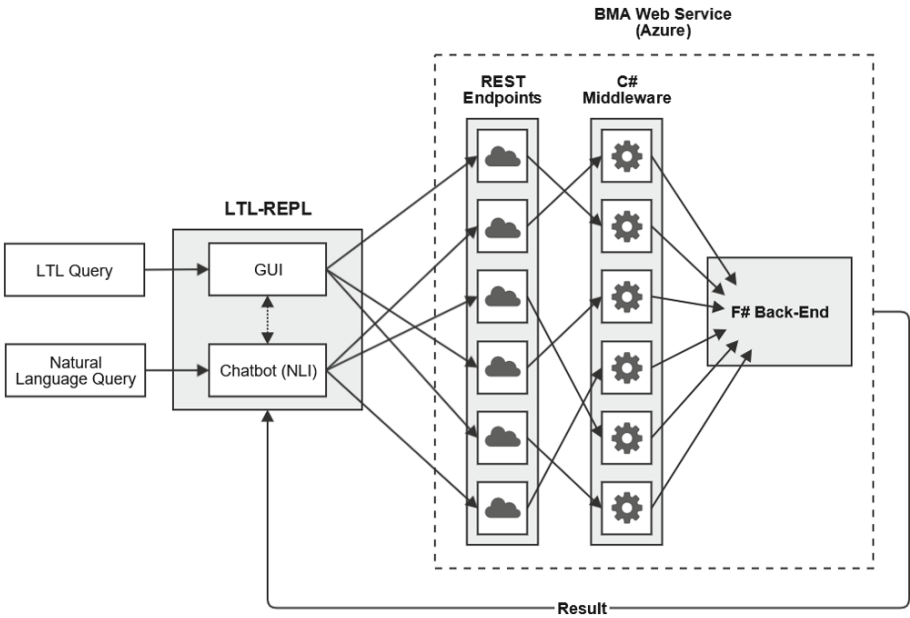 BMA Web Service
(Azure)
REST
Endpoints
C#
Middleware
LTL-REPL
LTL Query
GUI
Natural
Language Query
Chatbot (NLI)
F# Back-End
Result